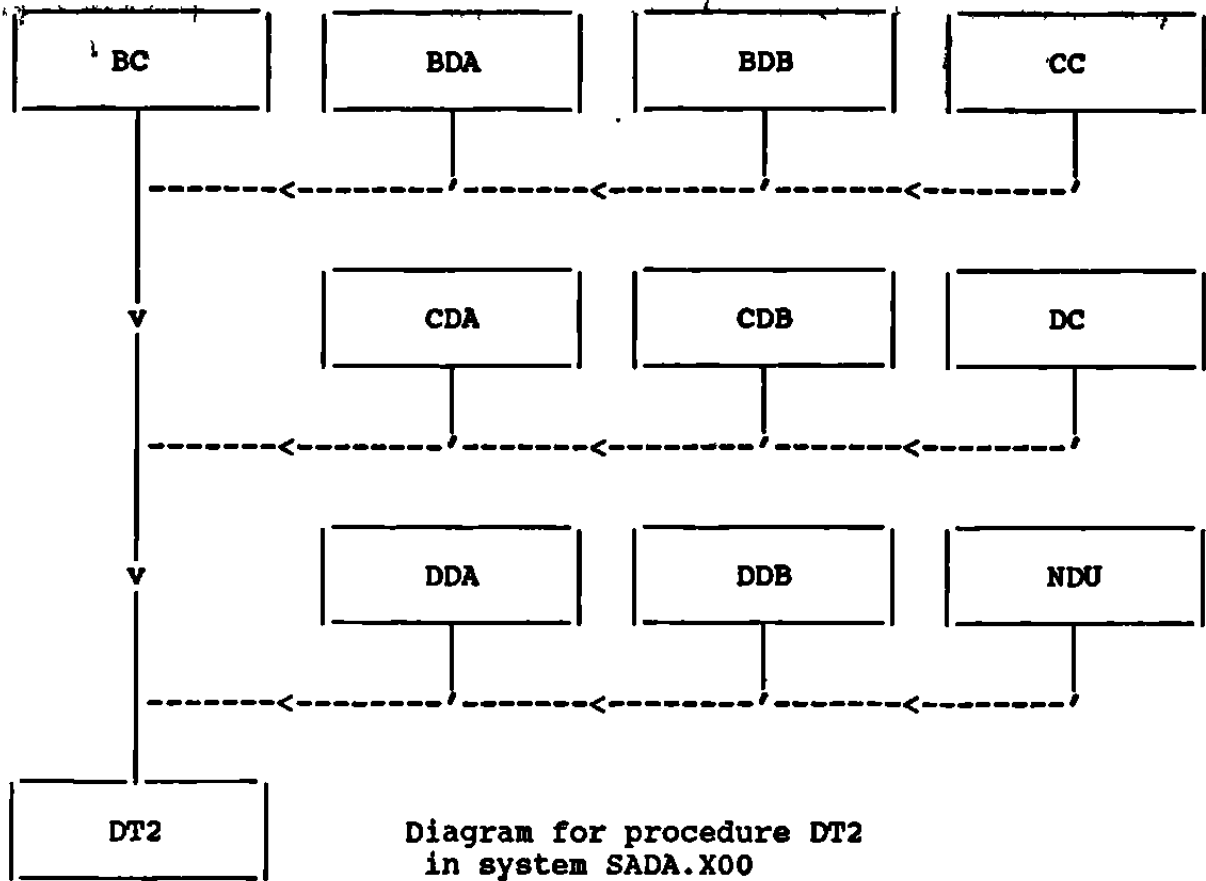 BC BDA BDB CC
CDA CDB DC
DDA DDB NDU
DT2
Diagram for procedure DT2
in system SADA.X00